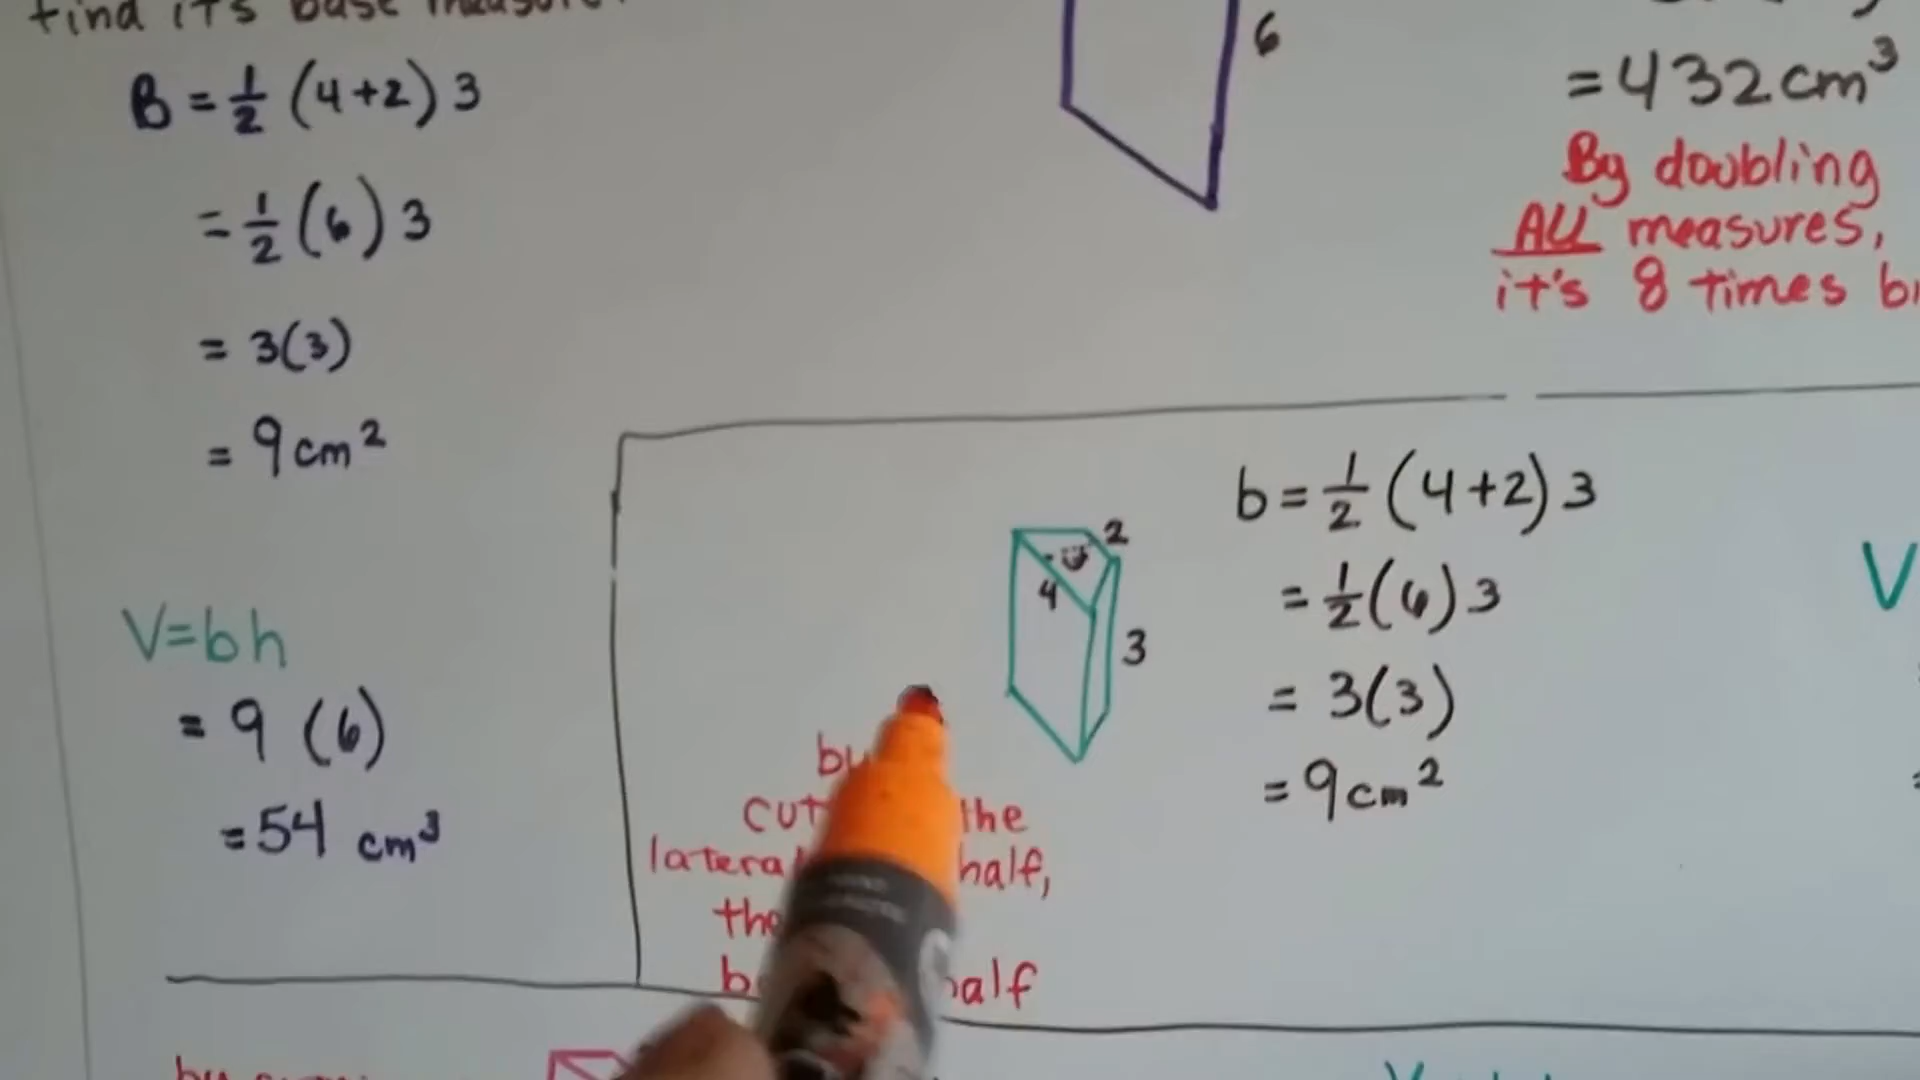 find it's base measure.
B = 1/2 (4+2) 3
= 1/2 (6) 3
= 3(3)
= 9 cm²
V=bh
= 9 (6)
= 54 cm³
6
= 432 cm³
By doubling
ALL measures,
it's 8 times
2
4
3
the
half,
half
b = 1/2 (4+2) 3
= 1/2 (6) 3
= 3(3)
= 9 cm²
V
by